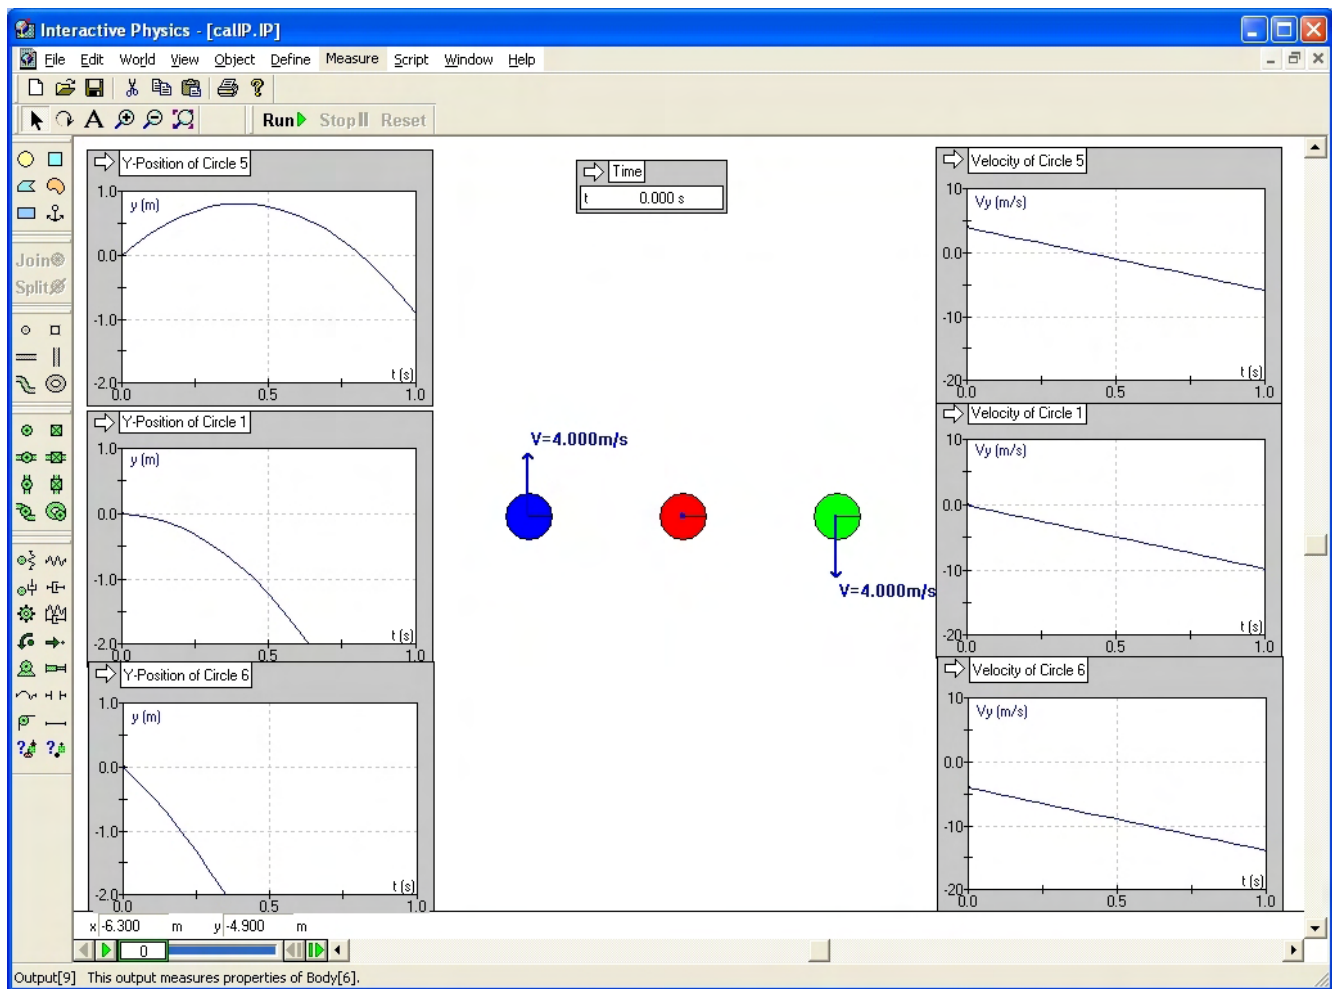 Interactive Physics - [calIP.IP]
File Edit World View Object Define Measure Script Window Help
Run Stop Reset
Join
Split
Y-Position of Circle 5
y (m)
1.0
0.0
-1.0
-2.0
t (s)
0.0 0.5 1.0
Y-Position of Circle 1
y (m)
1.0
0.0
-1.0
-2.0
t (s)
0.0 0.5 1.0
Y-Position of Circle 6
y (m)
1.0
0.0
-1.0
-2.0
t (s)
0.0 0.5 1.0
Time
t 0.000 s
V=4.000m/s
V=4.000m/s
Velocity of Circle 5
Vy (m/s)
10
0.0
-10
-20
t (s)
0.0 0.5 1.0
Velocity of Circle 1
Vy (m/s)
10
0.0
-10
-20
t (s)
0.0 0.5 1.0
Velocity of Circle 6
Vy (m/s)
10
0.0
-10
-20
t (s)
0.0 0.5 1.0
x -6.300 m y -4.900 m
0
Output[9] This output measures properties of Body[6].